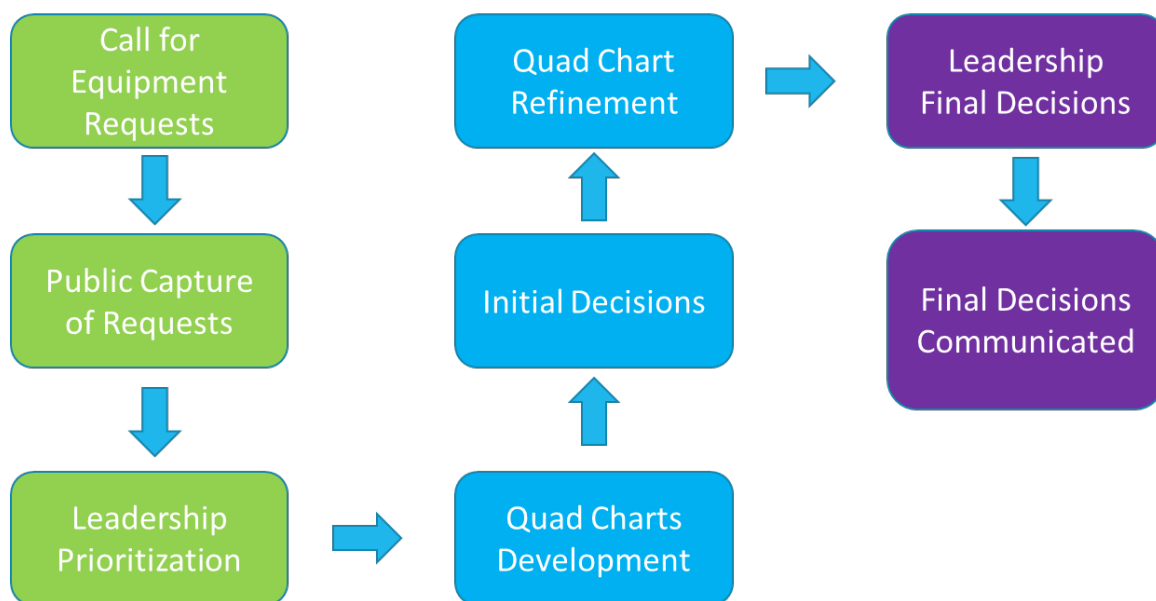 Call for
Equipment
Requests
Public Capture
of Requests
Leadership
Prioritization
Quad Charts
Development
Initial Decisions
Quad Chart
Refinement
Leadership
Final Decisions
Final Decisions
Communicated